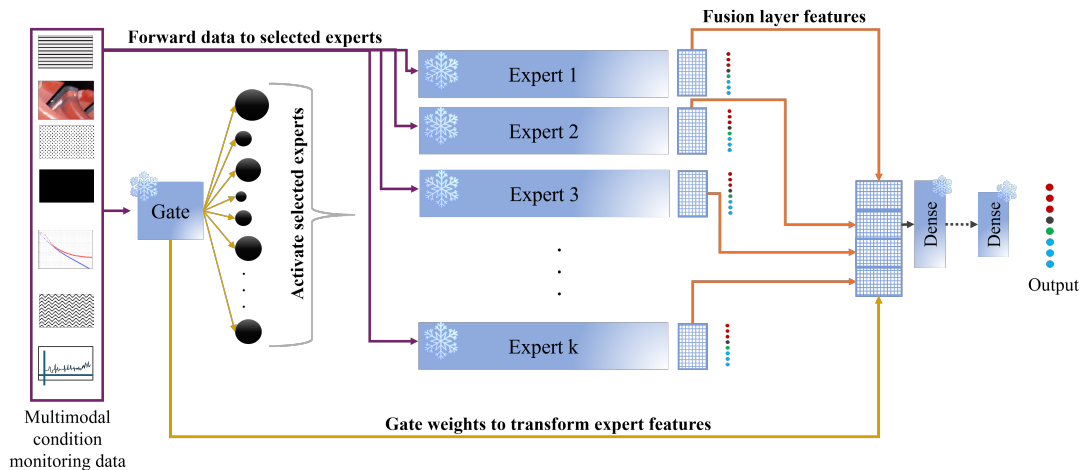 Forward data to selected experts
Fusion layer features
Expert 1
Expert 2
Expert 3
Expert k
Gate
Activate selected experts
Dense
Dense
Output
Gate weights to transform expert features
Multimodal
condition
monitoring data